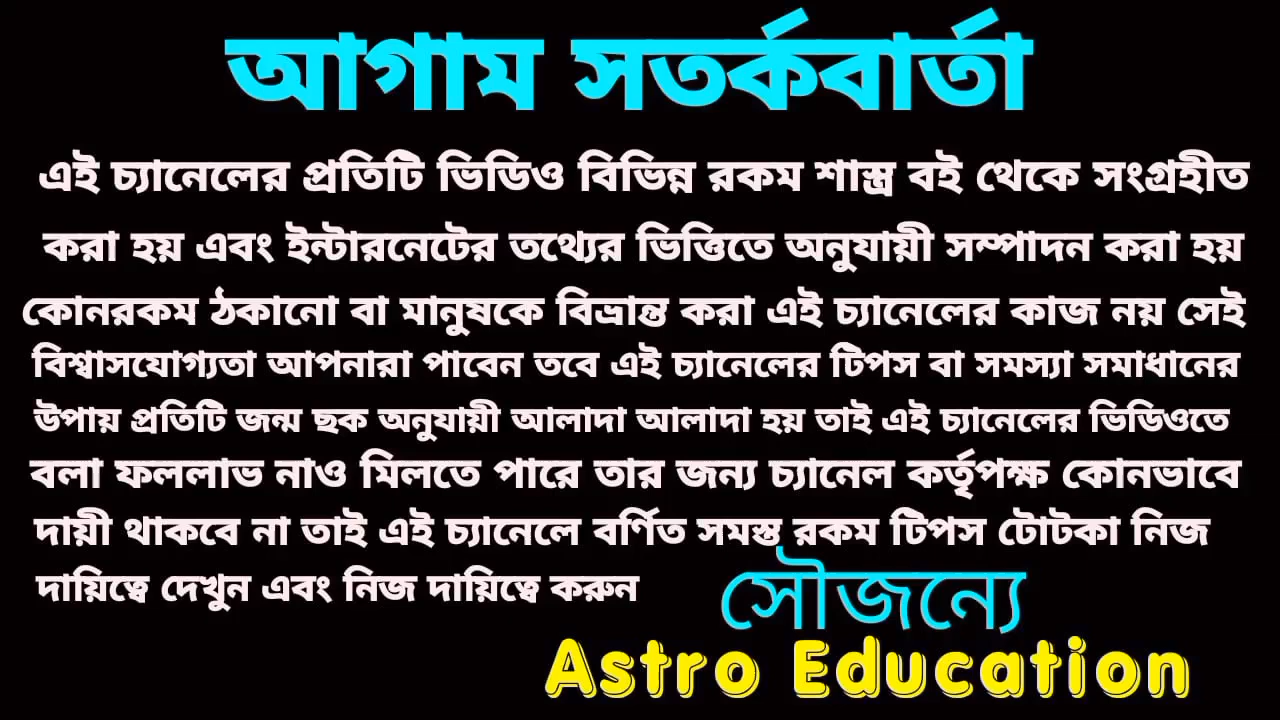 আগাম সতর্কবার্তা
এই চ্যানেলের প্রতিটি ভিডিও বিভিন্ন রকম শাস্ত্র বই থেকে সংগ্রহীত
করা হয় এবং ইন্টারনেটের তথ্যের ভিত্তিতে অনুযায়ী সম্পাদন করা হয়
কোনরকম ঠকানো বা মানুষকে বিভ্রান্ত করা এই চ্যানেলের কাজ নয় সেই
বিশ্বাসযোগ্যতা আপনারা পাবেন তবে এই চ্যানেলের টিপস বা সমস্যা সমাধানের
উপায় প্রতিটি জন্ম ছক অনুযায়ী আলাদা আলাদা হয় তাই এই চ্যানেলের ভিডিওতে
বলা ফললাভ নাও মিলতে পারে তার জন্য চ্যানেল কর্তৃপক্ষ কোনভাবে
দায়ী থাকবে না তাই এই চ্যানেলে বর্ণিত সমস্ত রকম টিপস টোটকা নিজ
দায়িত্বে দেখুন এবং নিজ দায়িত্বে করুন
সৌজন্যে
Astro Education